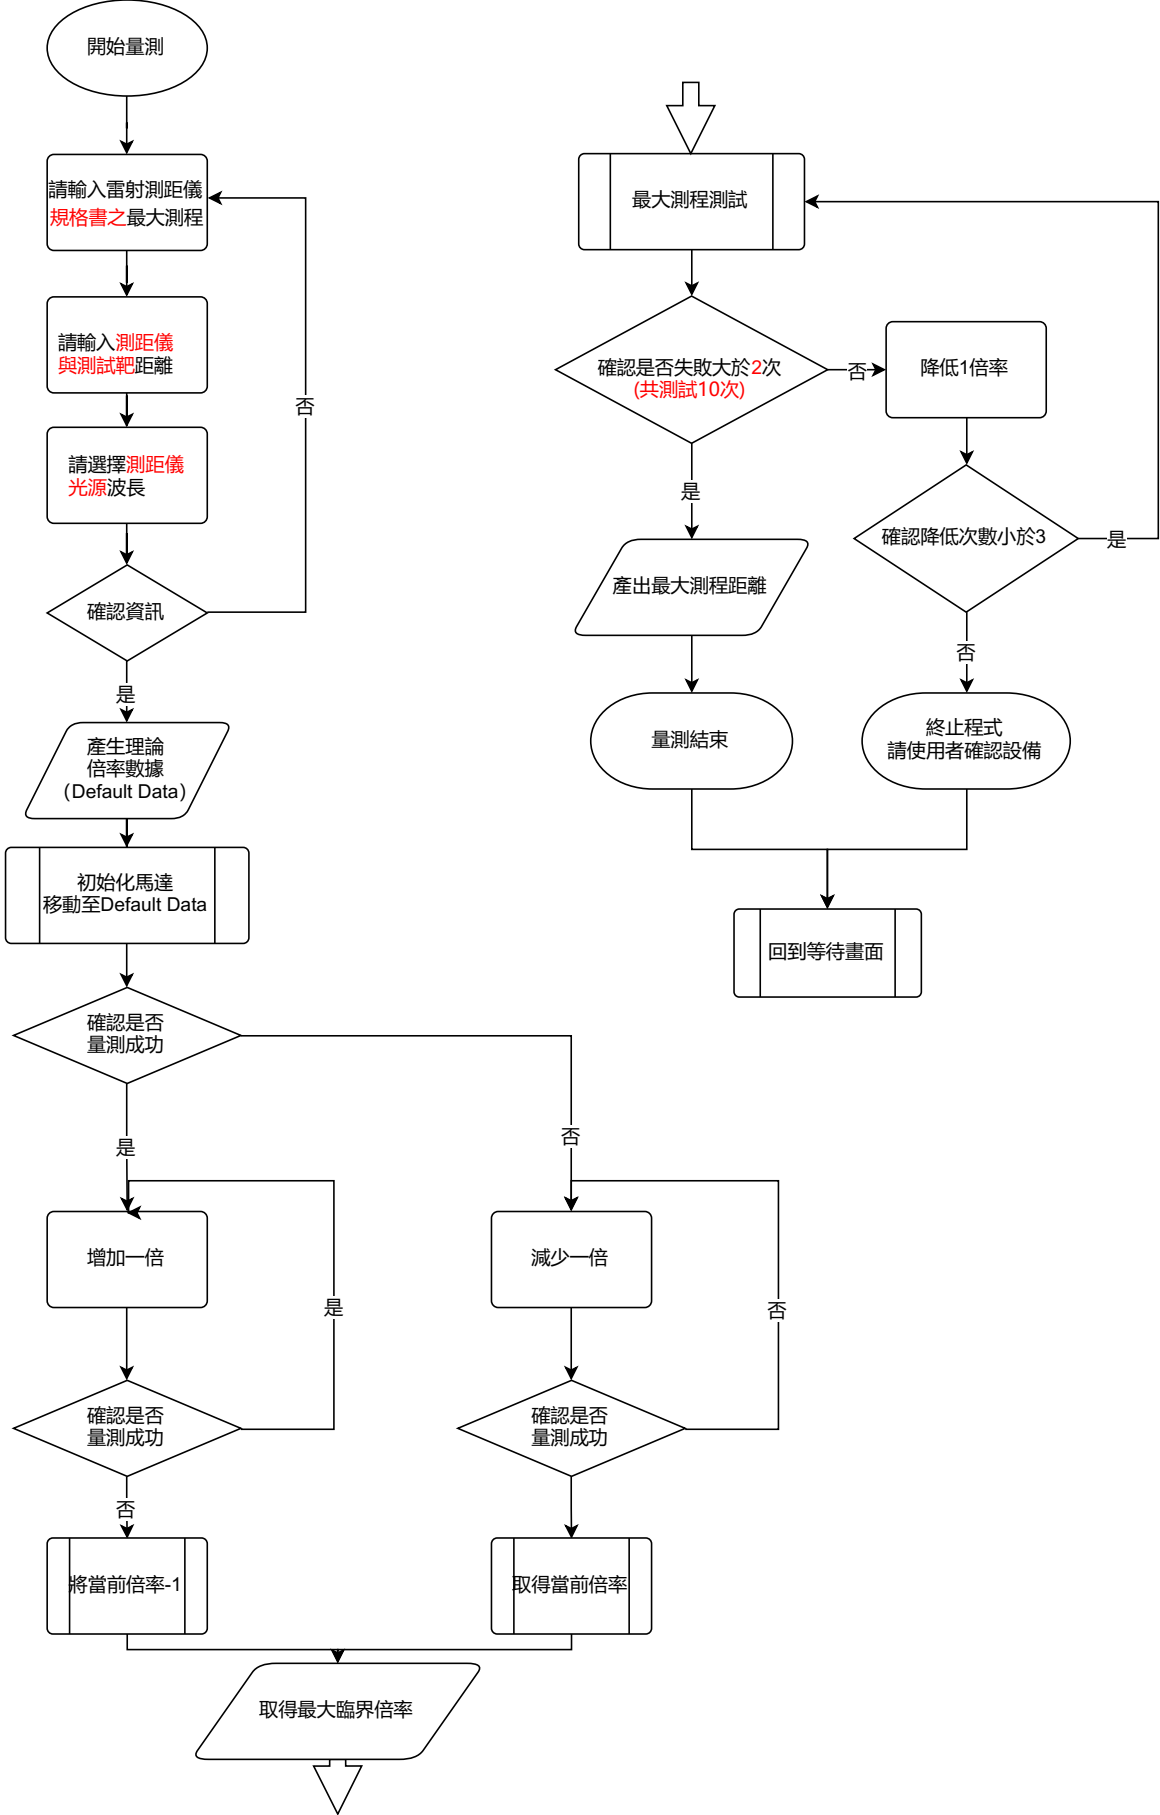 開始量測
請輸入雷射測距儀
規格書之最大測程
請輸入測距儀
與測試靶距離
請選擇測距儀
光源波長
否
確認資訊
是
產生理論
倍率數據
（Default Data）
初始化馬達
移動至Default Data
確認是否
量測成功
是
否
增加一倍
是
確認是否
量測成功
否
將當前倍率-1
減少一倍
否
確認是否
量測成功
取得當前倍率
取得最大臨界倍率
最大測程測試
確認是否失敗大於2次
(共測試10次)
否
降低1倍率
是
確認降低次數小於3
是
產出最大測程距離
否
量測結束
終止程式
請使用者確認設備
回到等待畫面